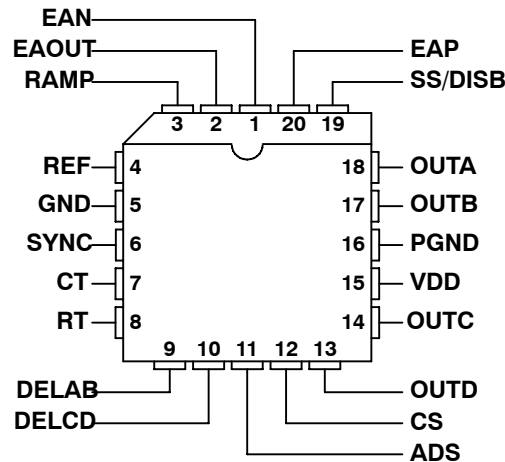 EAN
EAOUT
EAP
RAMP
SS/DISB
3 2 1 20 19
REF 4 18 OUTA
GND 5 17 OUTB
SYNC 6 16 PGND
CT 7 15 VDD
RT 8 14 OUTC
9 10 11 12 13
DELAB OUTD
DELCD CS
ADS